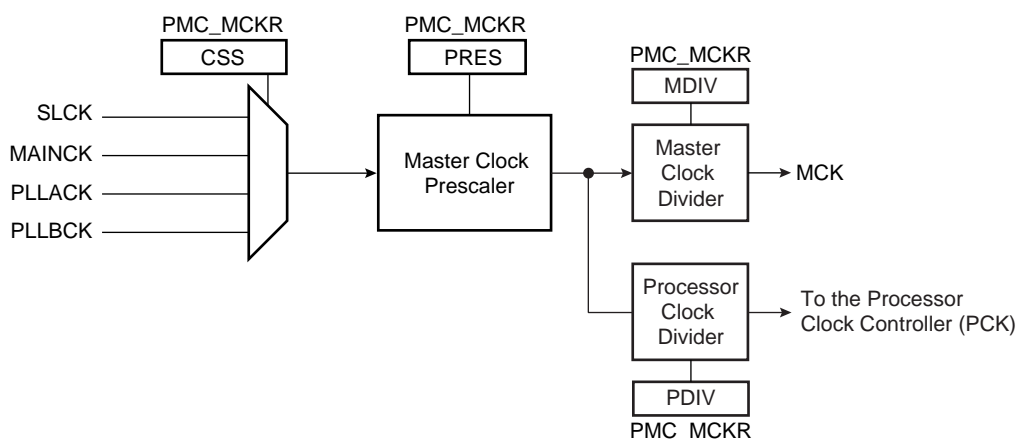 PMC_MCKR
CSS
PMC_MCKR
PRES
PMC_MCKR
MDIV
SLCK
MAINCK
PLLACK
PLLBCK
Master Clock
Prescaler
Master
Clock
Divider
MCK
Processor
Clock
Divider
To the Processor
Clock Controller (PCK)
PDIV
PMC_MCKR